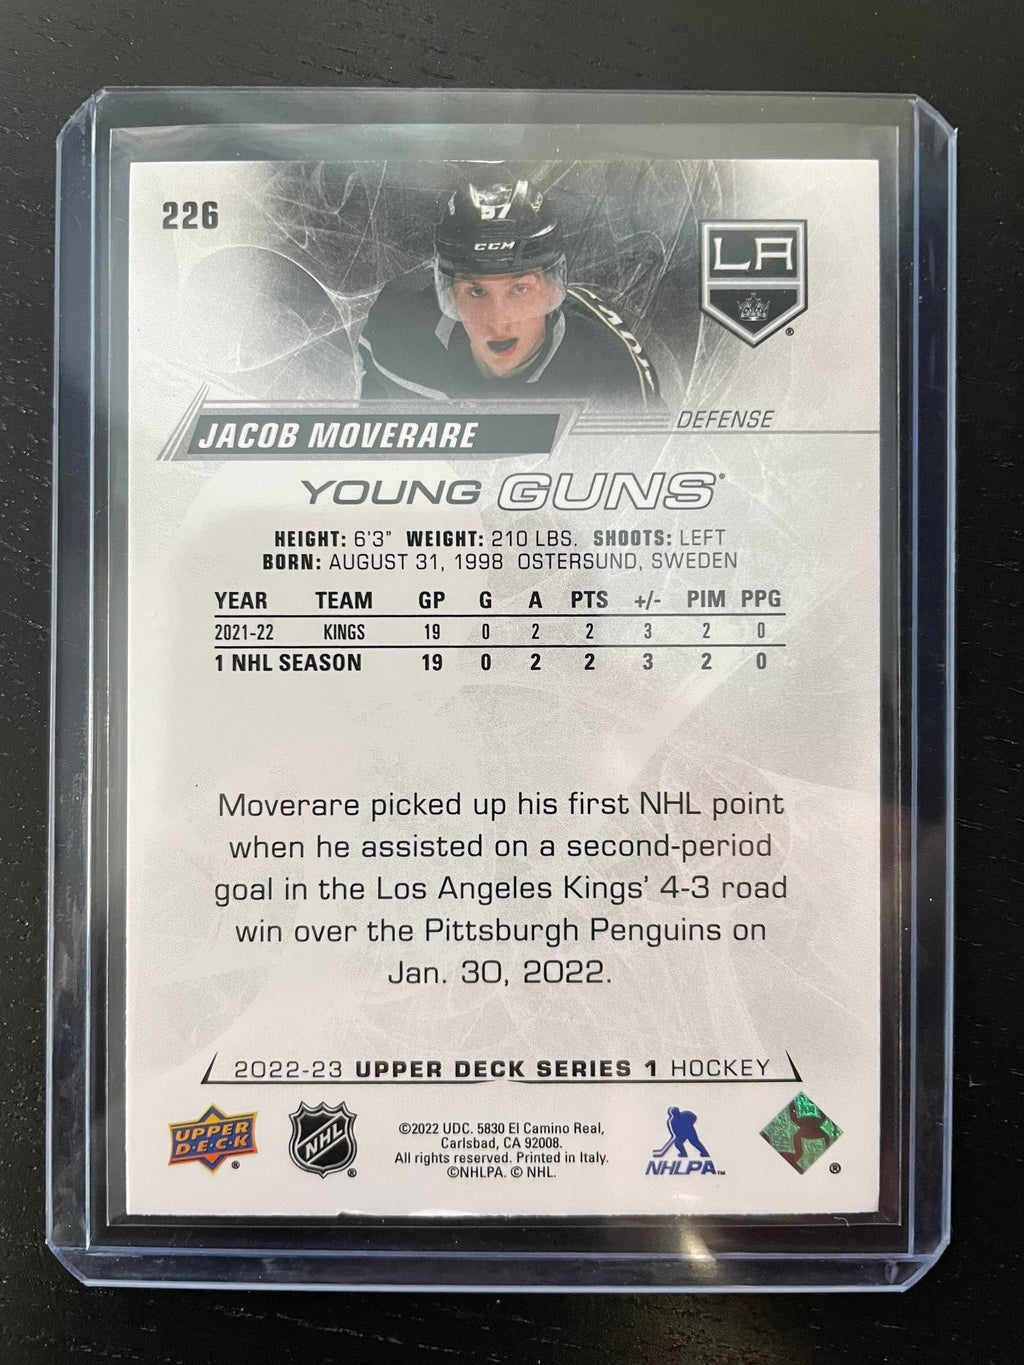 226
57
CCM
LA
®
JACOB MOVERARE
DEFENSE
YOUNG GUNS®
HEIGHT: 6'3" WEIGHT: 210 LBS. SHOOTS: LEFT
BORN: AUGUST 31, 1998 OSTERSUND, SWEDEN
YEAR TEAM GP G A PTS +/- PIM PPG
2021-22 KINGS 19 0 2 2 3 2 0
1 NHL SEASON 19 0 2 2 3 2 0
Moverare picked up his first NHL point
when he assisted on a second-period
goal in the Los Angeles Kings' 4-3 road
win over the Pittsburgh Penguins on
Jan. 30, 2022.
2022-23 UPPER DECK SERIES 1 HOCKEY
UPPER
D·E·C·K
®
NHL
®
©2022 UDC. 5830 El Camino Real,
Carlsbad, CA 92008.
All rights reserved. Printed in Italy.
©NHLPA. © NHL.
NHLPA™
®